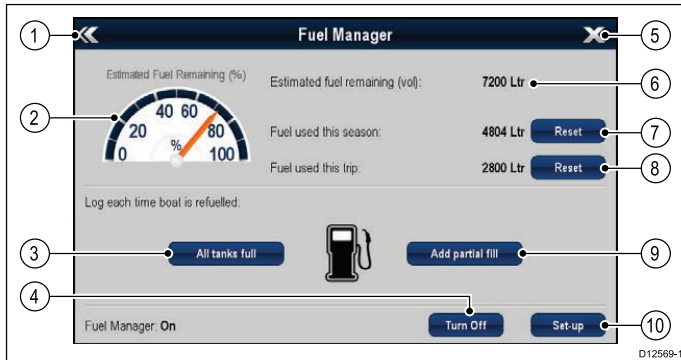 1
Fuel Manager
5
Estimated Fuel Remaining (%)
0 20 40 60 80 100
%
2
Estimated fuel remaining (vol): 7200 Ltr
6
Fuel used this season: 4804 Ltr Reset
7
Fuel used this trip: 2800 Ltr Reset
8
Log each time boat is refuelled:
3
All tanks full
Add partial fill
9
4
Fuel Manager: On
Turn Off
Set-up
10
D12569-1